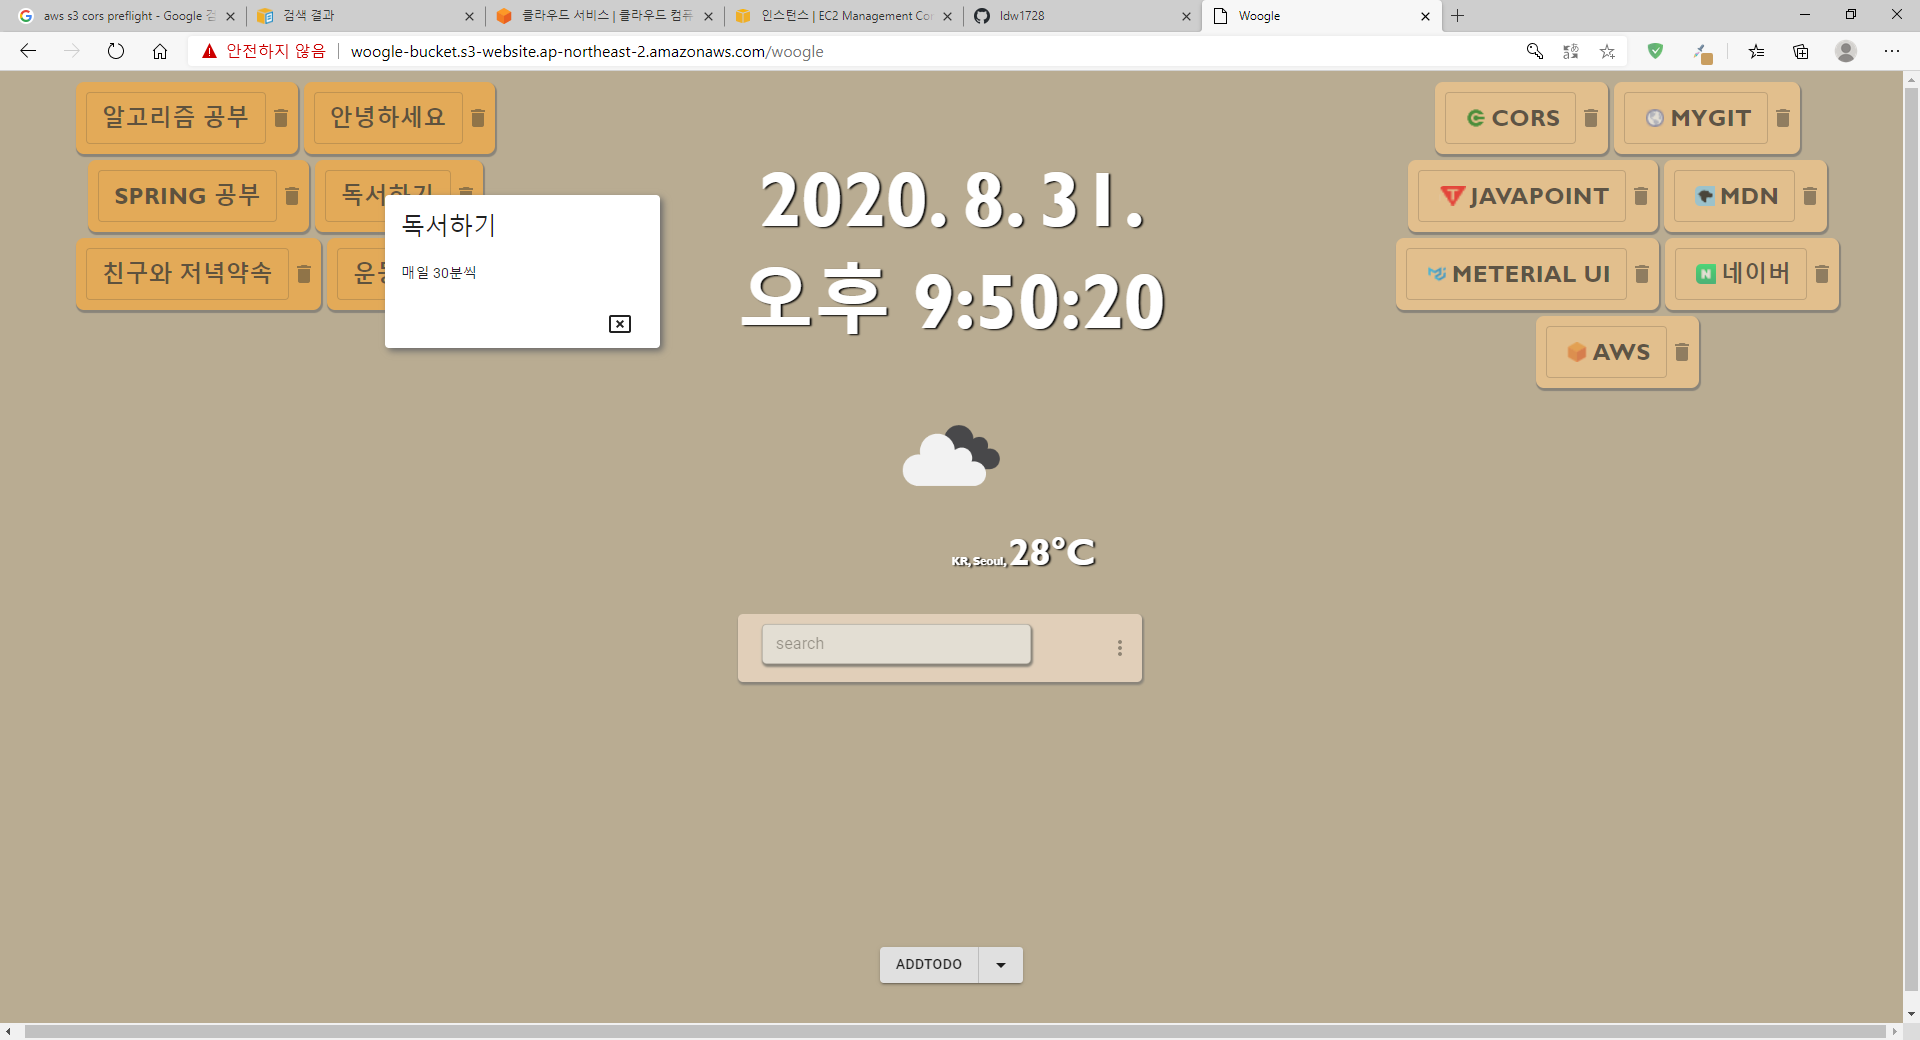 aws s3 cors preflight - Google 검
검색 결과
클라우드 서비스 | 클라우드 컴퓨
인스턴스 | EC2 Management Con
ldw1728
Woogle
안전하지 않음
woogle-bucket.s3-website.ap-northeast-2.amazonaws.com/woogle
알고리즘 공부
안녕하세요
SPRING 공부
독서하기
친구와 저녁약속
독서하기
매일 30분씩
2020. 8. 31.
오후 9:50:20
KR, Seoul, 28°C
search
ADDTODO
CORS
MYGIT
JAVAPOINT
MDN
METERIAL UI
네이버
AWS